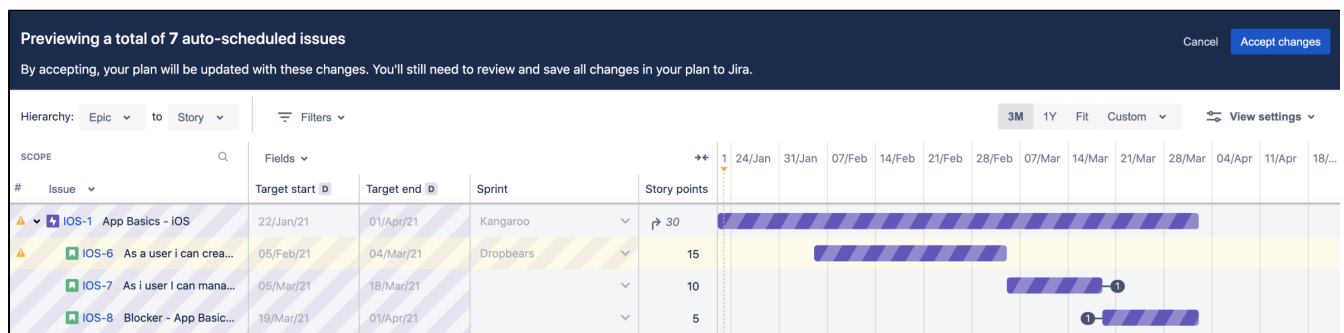 Previewing a total of 7 auto-scheduled issues
Cancel Accept changes
By accepting, your plan will be updated with these changes. You'll still need to review and save all changes in your plan to Jira.
Hierarchy: Epic to Story Filters 3M 1Y Fit Custom View settings
SCOPE Fields 1 24/Jan 31/Jan 07/Feb 14/Feb 21/Feb 28/Feb 07/Mar 14/Mar 21/Mar 28/Mar 04/Apr 11/Apr 18/...
# Issue Target start D Target end D Sprint Story points
IOS-1 App Basics - iOS 22/Jan/21 01/Apr/21 Kangaroo 30
IOS-6 As a user i can crea... 05/Feb/21 04/Mar/21 Dropbears 15
IOS-7 As i user I can mana... 05/Mar/21 18/Mar/21 10 1
IOS-8 Blocker - App Basic... 19/Mar/21 01/Apr/21 5 1